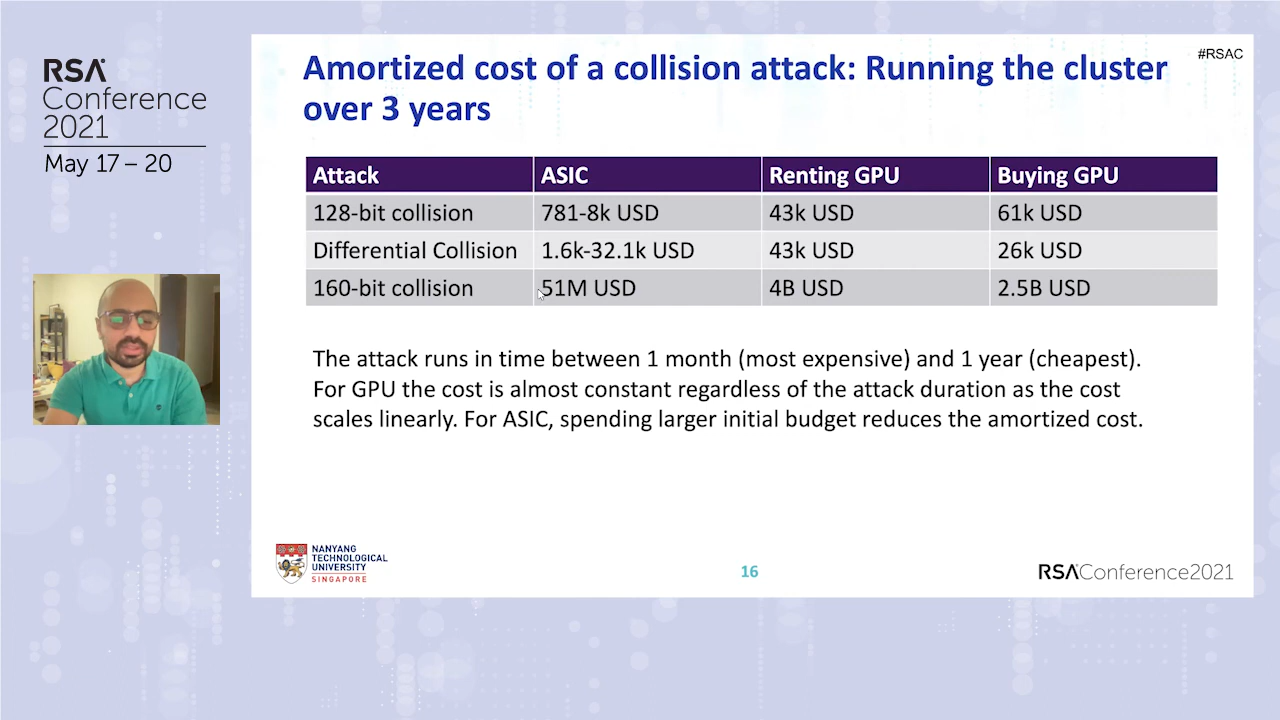 RSA
Conference
2021
May 17 – 20
#RSAC
Amortized cost of a collision attack: Running the cluster
over 3 years
Attack ASIC Renting GPU Buying GPU
128-bit collision 781-8k USD 43k USD 61k USD
Differential Collision 1.6k-32.1k USD 43k USD 26k USD
160-bit collision 51M USD 4B USD 2.5B USD
The attack runs in time between 1 month (most expensive) and 1 year (cheapest).
For GPU the cost is almost constant regardless of the attack duration as the cost
scales linearly. For ASIC, spending larger initial budget reduces the amortized cost.
NANYANG
TECHNOLOGICAL
UNIVERSITY
SINGAPORE
16
RSAConference2021